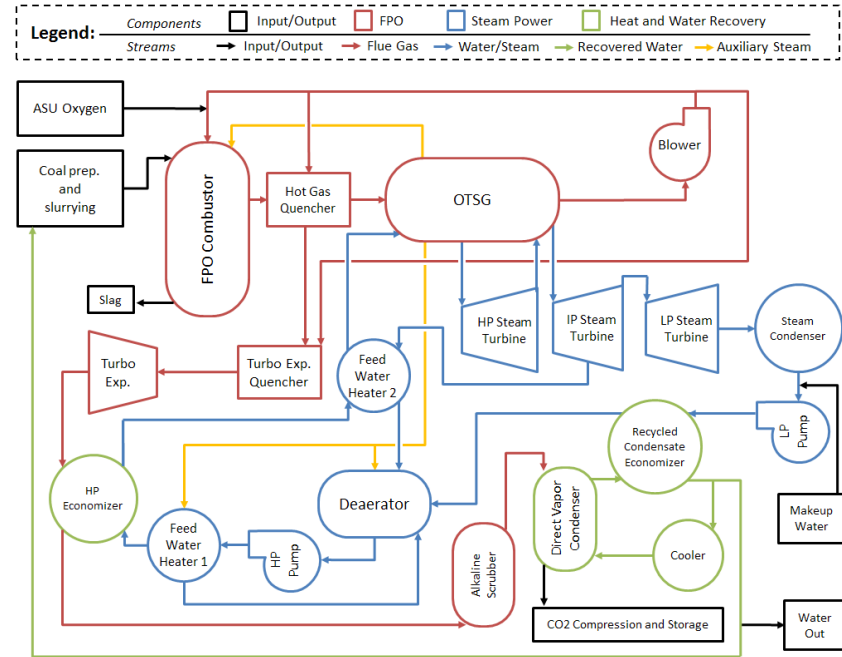 Legend:
Components
Input/Output
FPO
Steam Power
Heat and Water Recovery
Streams
Input/Output
Flue Gas
Water/Steam
Recovered Water
Auxiliary Steam
ASU Oxygen
Coal prep.
and
slurrying
FPO Combustor
Hot Gas
Quencher
OTSG
Blower
Slag
HP Steam
Turbine
IP Steam
Turbine
LP Steam
Turbine
Steam
Condenser
Turbo
Exp.
Turbo Exp.
Quencher
Feed
Water
Heater 2
LP
Pump
Recycled
Condensate
Economizer
HP
Economizer
Feed
Water
Heater 1
HP
Pump
Deaerator
Alkaline
Scrubber
Direct Vapor
Condenser
Cooler
Makeup
Water
CO2 Compression and Storage
Water
Out